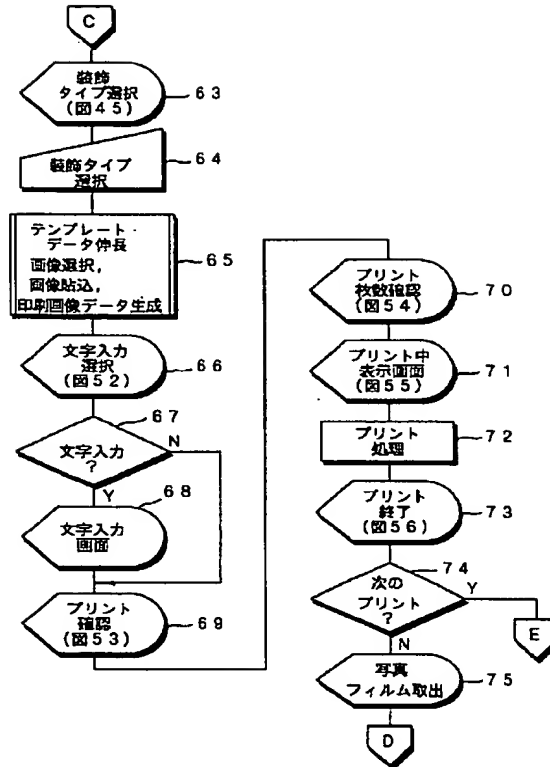 C
装飾
タイプ選択
(図45)
63
装飾タイプ
選択
64
テンプレート
データ伸長
画像選択,
画像貼込,
印刷画像データ生成
65
文字入力
選択
(図52)
66
文字入力
?
67
N
Y
文字入力
画面
68
プリント
確認
(図53)
69
プリント
枚数確認
(図54)
70
プリント中
表示画面
(図55)
71
プリント
処理
72
プリント
終了
(図56)
73
次の
プリント
?
74
Y
E
N
写真
フィルム取出
75
D